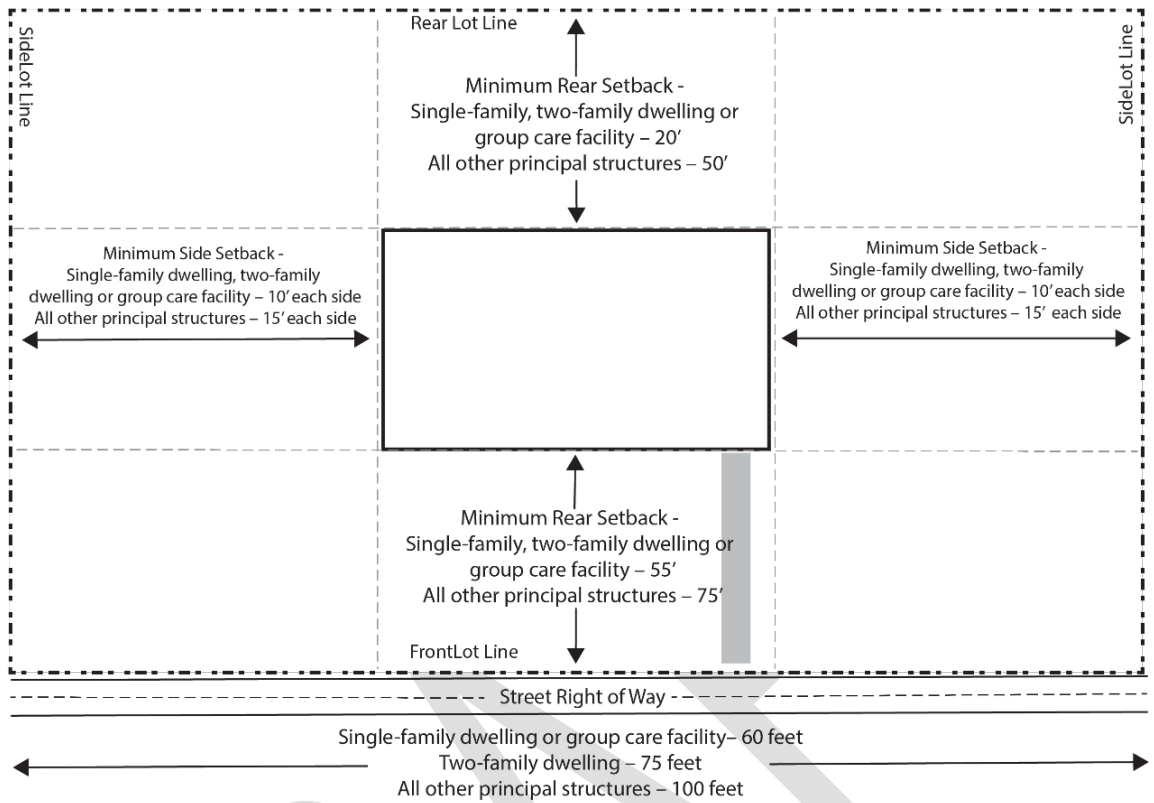 Rear Lot Line
SideLot Line
SideLot Line
Minimum Rear Setback -
Single-family, two-family dwelling or
group care facility – 20’
All other principal structures – 50’
Minimum Side Setback -
Single-family dwelling, two-family
dwelling or group care facility – 10’ each side
All other principal structures – 15’ each side
Minimum Side Setback -
Single-family dwelling, two-family
dwelling or group care facility – 10’ each side
All other principal structures – 15’ each side
Minimum Rear Setback -
Single-family, two-family dwelling or
group care facility – 55’
All other principal structures – 75’
FrontLot Line
Street Right of Way
Single-family dwelling or group care facility– 60 feet
Two-family dwelling – 75 feet
All other principal structures – 100 feet